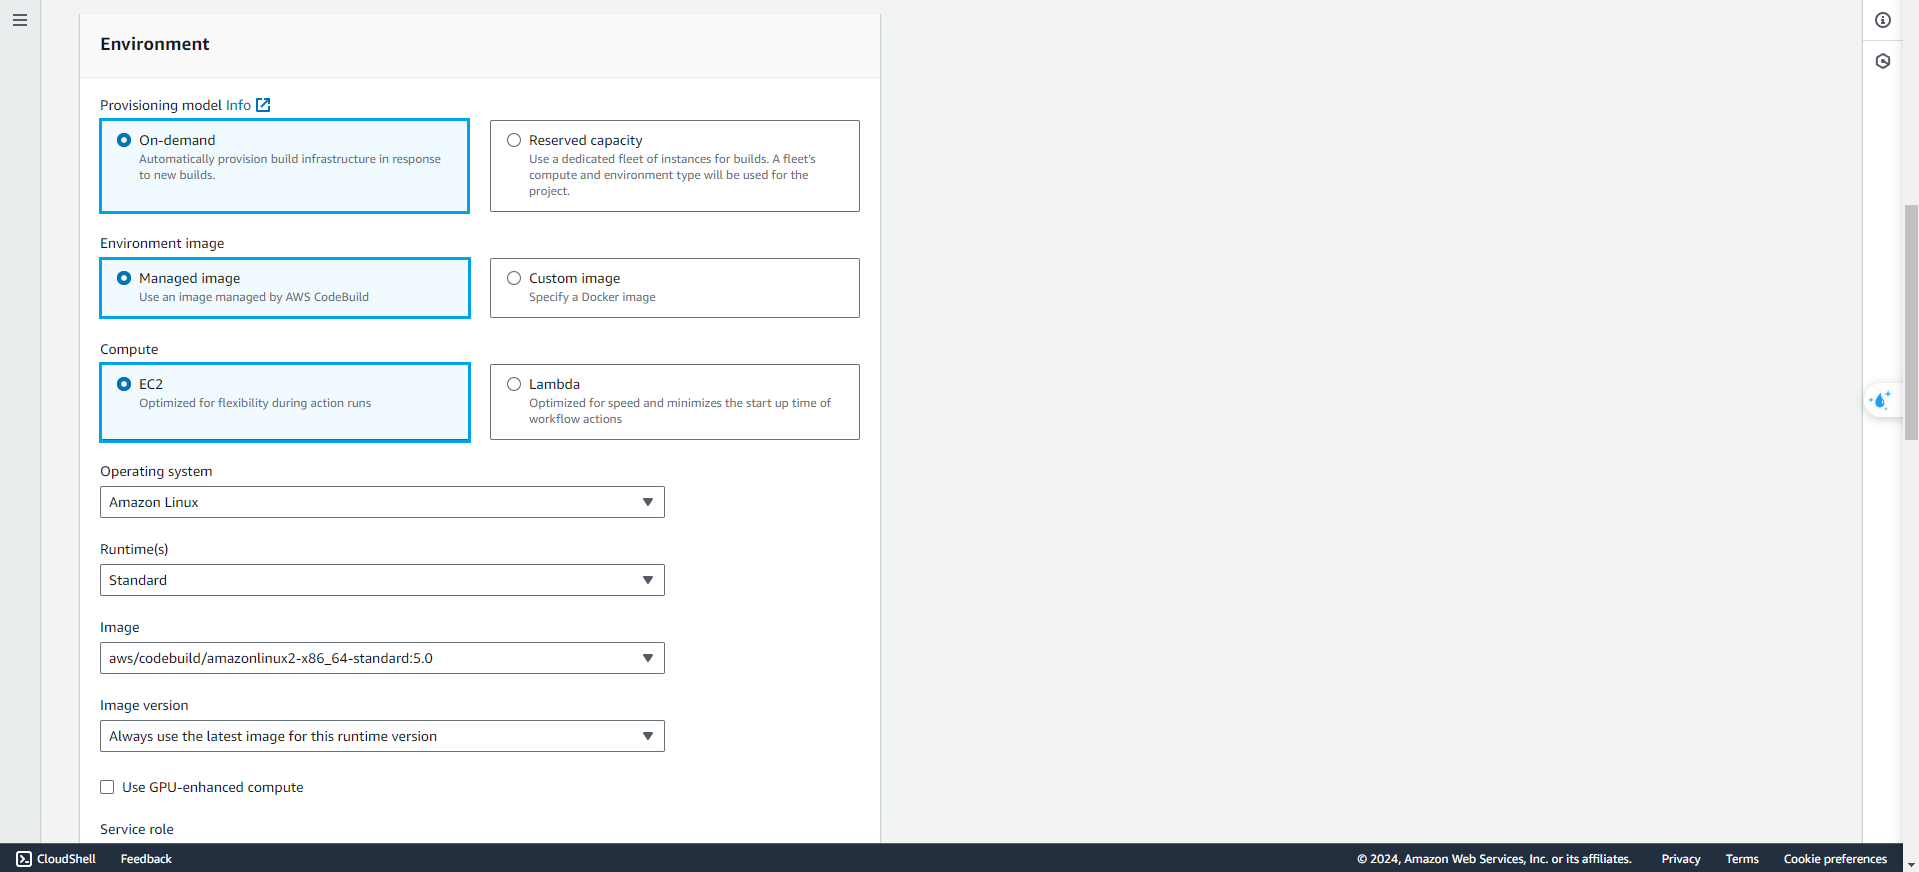 Environment
Provisioning model Info
On-demand
Automatically provision build infrastructure in response
to new builds.
Reserved capacity
Use a dedicated fleet of instances for builds. A fleet's
compute and environment type will be used for the
project.
Environment image
Managed image
Use an image managed by AWS CodeBuild
Custom image
Specify a Docker image
Compute
EC2
Optimized for flexibility during action runs
Lambda
Optimized for speed and minimizes the start up time of
workflow actions
Operating system
Amazon Linux
Runtime(s)
Standard
Image
aws/codebuild/amazonlinux2-x86_64-standard:5.0
Image version
Always use the latest image for this runtime version
Use GPU-enhanced compute
Service role
CloudShell Feedback © 2024, Amazon Web Services, Inc. or its affiliates. Privacy Terms Cookie preferences